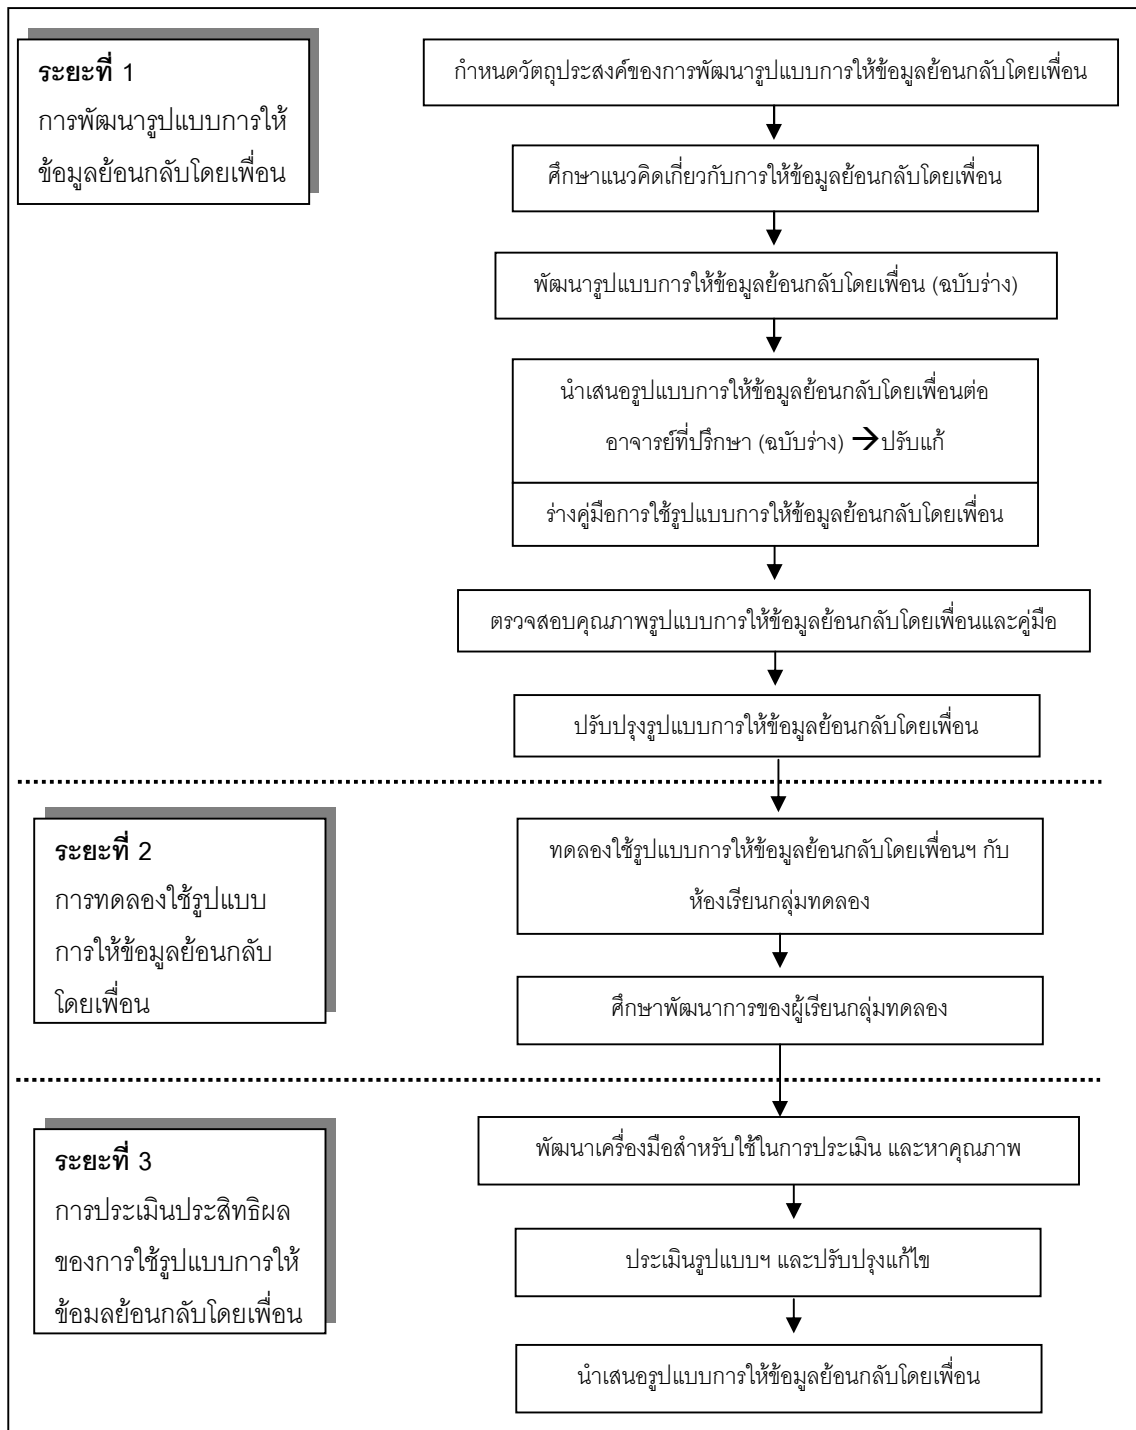 ระยะที่ 1
การพัฒนารูปแบบการให้
ข้อมูลย้อนกลับโดยเพื่อน
กำหนดวัตถุประสงค์ของการพัฒนารูปแบบการให้ข้อมูลย้อนกลับโดยเพื่อน
ศึกษาแนวคิดเกี่ยวกับการให้ข้อมูลย้อนกลับโดยเพื่อน
พัฒนารูปแบบการให้ข้อมูลย้อนกลับโดยเพื่อน (ฉบับร่าง)
นำเสนอรูปแบบการให้ข้อมูลย้อนกลับโดยเพื่อนต่อ
อาจารย์ที่ปรึกษา (ฉบับร่าง) → ปรับแก้
ร่างคู่มือการใช้รูปแบบการให้ข้อมูลย้อนกลับโดยเพื่อน
ตรวจสอบคุณภาพรูปแบบการให้ข้อมูลย้อนกลับโดยเพื่อนและคู่มือ
ปรับปรุงรูปแบบการให้ข้อมูลย้อนกลับโดยเพื่อน
ระยะที่ 2
การทดลองใช้รูปแบบ
การให้ข้อมูลย้อนกลับ
โดยเพื่อน
ทดลองใช้รูปแบบการให้ข้อมูลย้อนกลับโดยเพื่อนฯ กับ
ห้องเรียนกลุ่มทดลอง
ศึกษาพัฒนาการของผู้เรียนกลุ่มทดลอง
ระยะที่ 3
การประเมินประสิทธิผล
ของการใช้รูปแบบการให้
ข้อมลย้อนกลับโดยเพื่อน
พัฒนาเครื่องมือสำหรับใช้ในการประเมิน และหาคุณภาพ
ประเมินรูปแบบฯ และปรับปรุงแก้ไข
นำเสนอรูปแบบการให้ข้อมูลย้อนกลับโดยเพื่อน